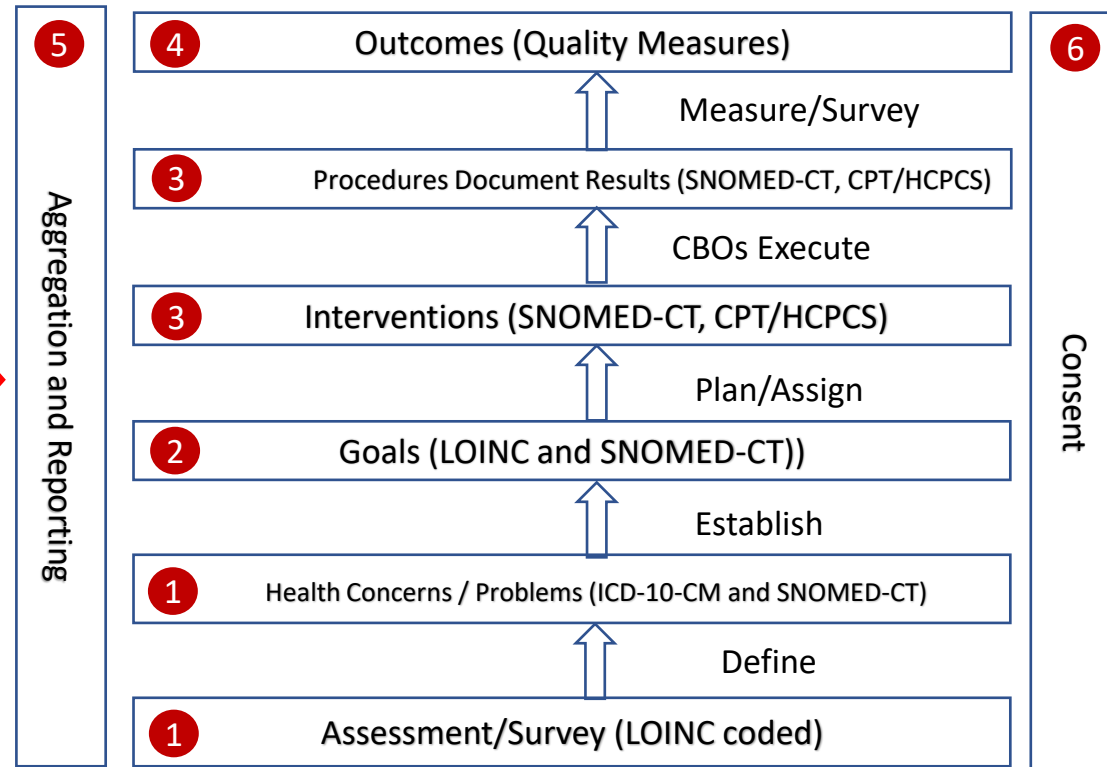 5
Aggregation and Reporting
4
Outcomes (Quality Measures)
Measure/Survey
3
Procedures Document Results (SNOMED-CT, CPT/HCPCS)
CBOs Execute
3
Interventions (SNOMED-CT, CPT/HCPCS)
Plan/Assign
2
Goals (LOINC and SNOMED-CT))
Establish
1
Health Concerns / Problems (ICD-10-CM and SNOMED-CT)
Define
1
Assessment/Survey (LOINC coded)
6
Consent